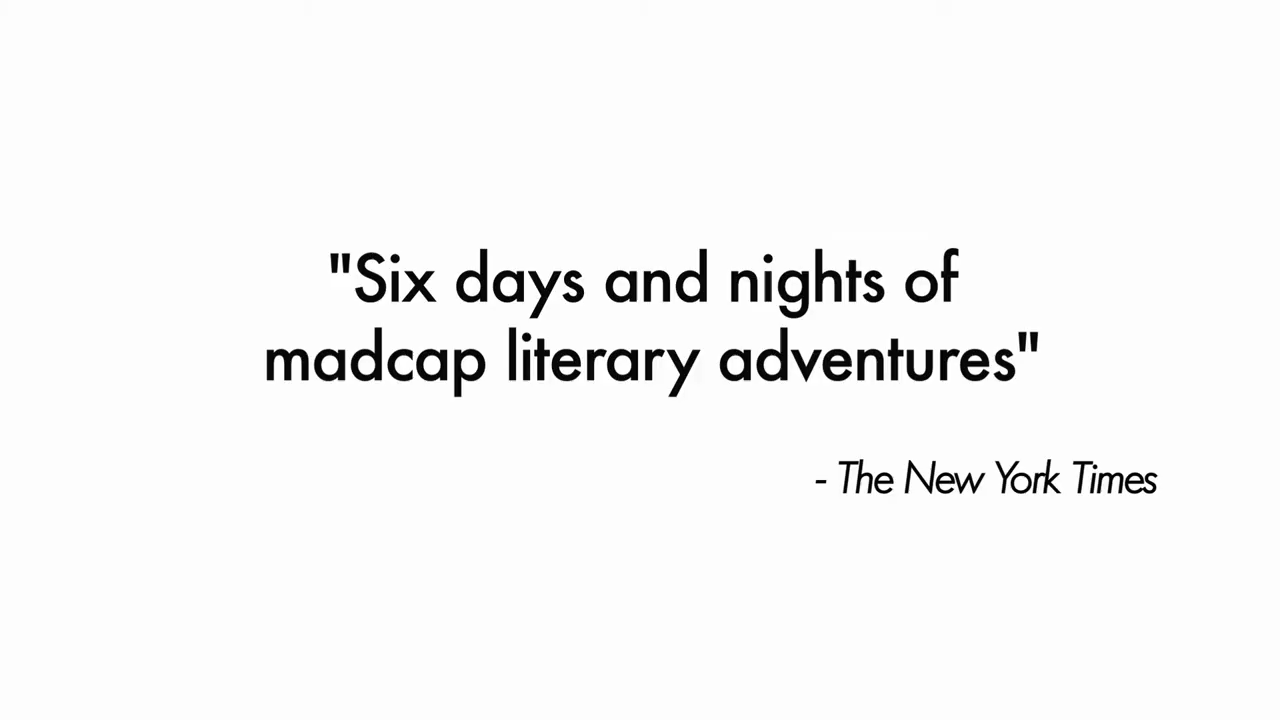 "Six days and nights of
madcap literary adventures"
- The New York Times